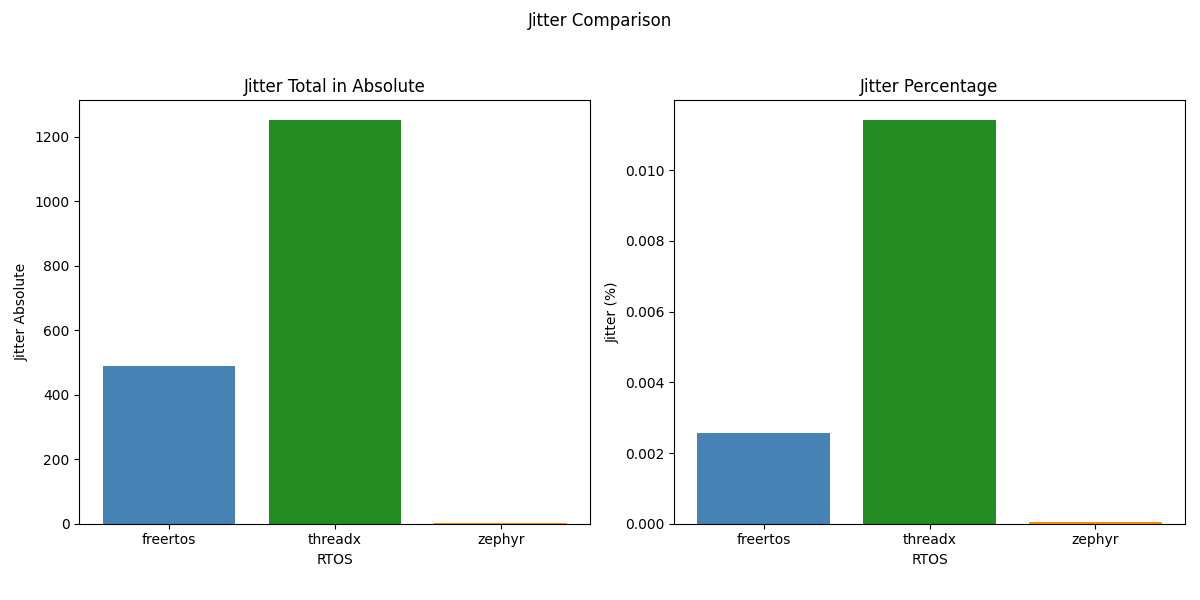 Jitter Comparison
Jitter Total in Absolute
Jitter Absolute
1200
1000
800
600
400
200
0
freertos threadx zephyr
RTOS
Jitter Percentage
Jitter (%)
0.010
0.008
0.006
0.004
0.002
0.000
freertos threadx zephyr
RTOS